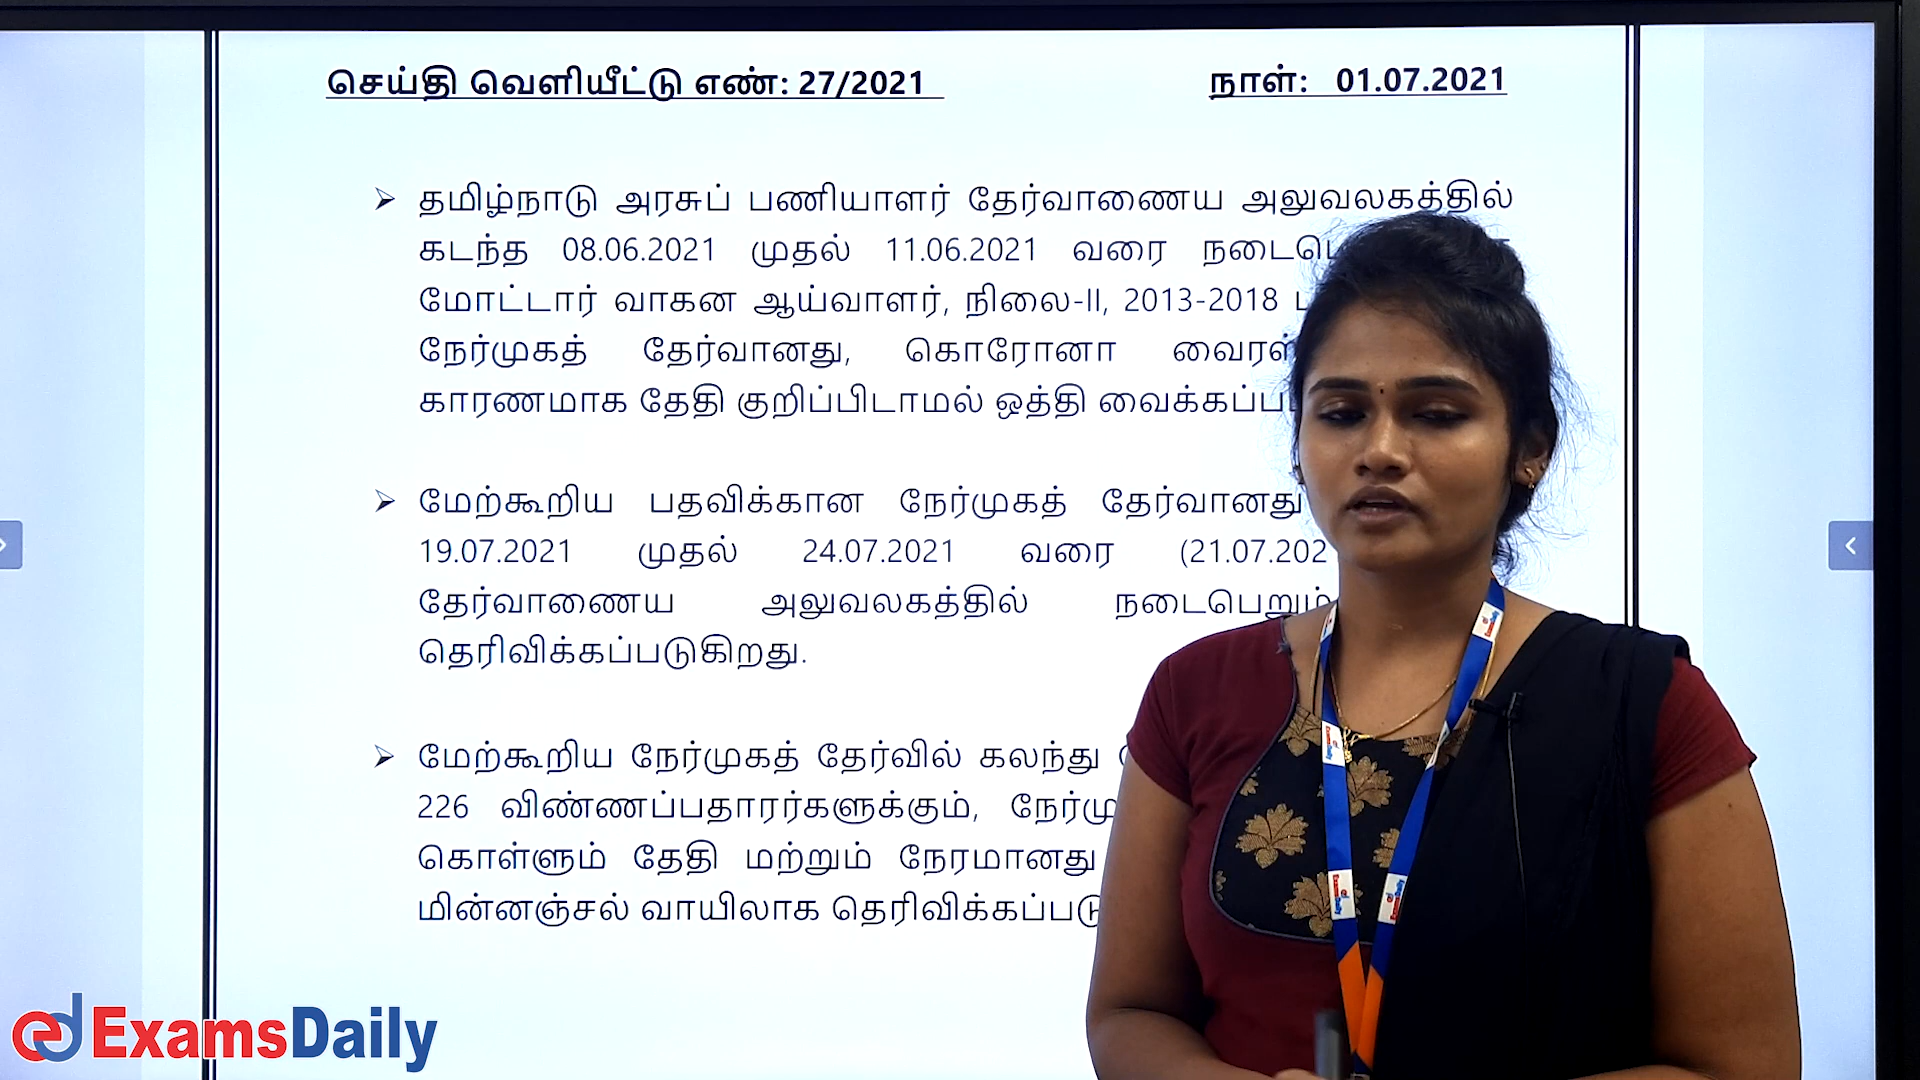 செய்தி வெளியீட்டு எண்: 27/2021 நாள்: 01.07.2021
➢ தமிழ்நாடு அரசுப் பணியாளர் தேர்வாணைய அலுவலகத்தில்
கடந்த 08.06.2021 முதல் 11.06.2021 வரை
மோட்டார் வாகன ஆய்வாளர், நிலை-II, 2013-2018
நேர்முகத் தேர்வானது, கொரோனா
காரணமாக தேதி குறிப்பிடாமல் ஒத்தி
➢ மேற்கூறிய பதவிக்கான நேர்முகத் தேர்வானது
19.07.2021 முதல் 24.07.2021 வரை
தேர்வாணைய அலுவலகத்தில் நடைபெறும்
தெரிவிக்கப்படுகிறது.
➢ மேற்கூறிய நேர்முகத் தேர்வில் கலந்து
226 விண்ணப்பதாரர்களுக்கும்,
கொள்ளும் தேதி மற்றும் நேரமானது
மின்னஞ்சல் வாயிலாக
ExamsDaily